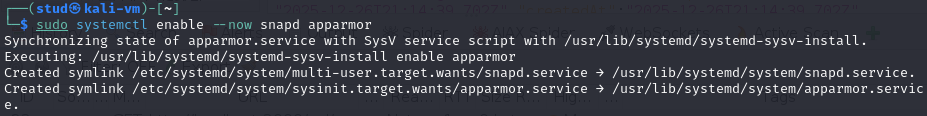 ┌──(stud㉿kali-vm)-[~]
└─$ sudo systemctl enable --now snapd apparmor
Synchronizing state of apparmor.service with SysV service script with /usr/lib/systemd/systemd-sysv-install.
Executing: /usr/lib/systemd/systemd-sysv-install enable apparmor
Created symlink /etc/systemd/system/multi-user.target.wants/snapd.service → /usr/lib/systemd/system/snapd.service.
Created symlink /etc/systemd/system/sysinit.target.wants/apparmor.service → /usr/lib/systemd/system/apparmor.servic
e.